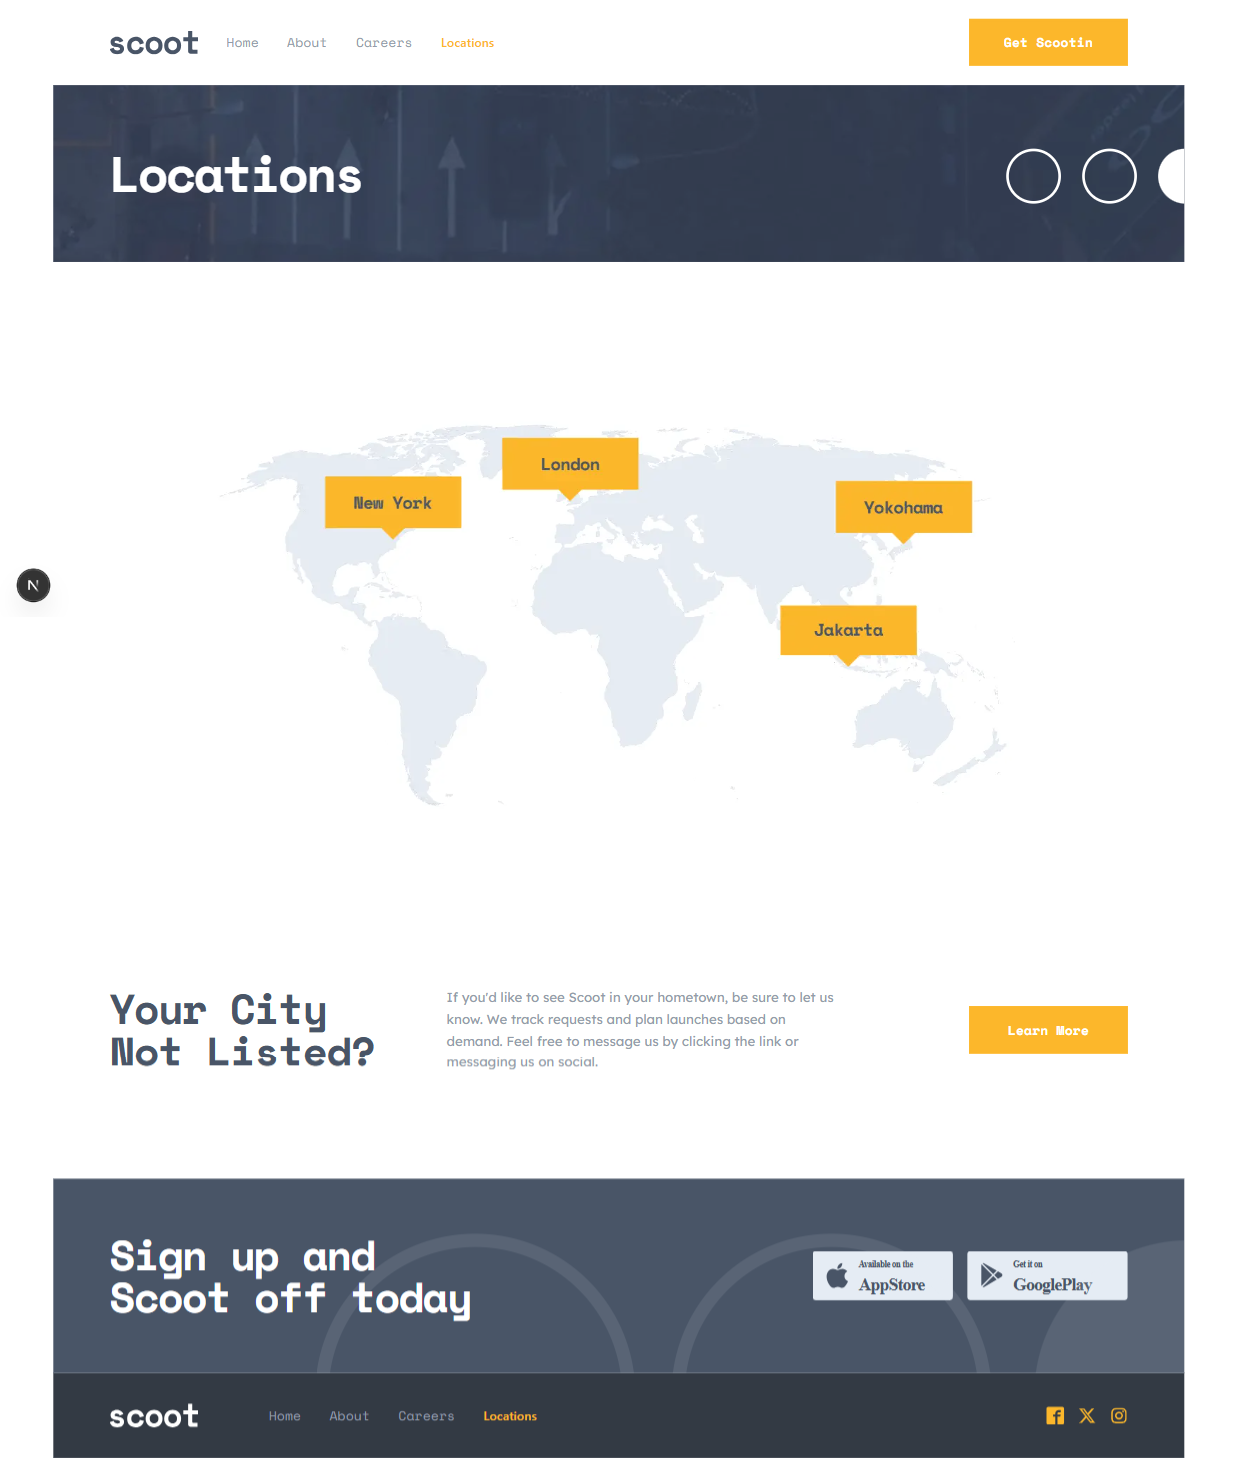 scoot Home About Careers Locations Get Scootin
Locations
London
New York
Yokohama
N
Jakarta
Your City
Not Listed?
If you'd like to see Scoot in your hometown, be sure to let us
know. We track requests and plan launches based on
demand. Feel free to message us by clicking the link or
messaging us on social.
Learn More
Sign up and
Scoot off today
Available on the
AppStore
Get it on
GooglePlay
scoot Home About Careers Locations